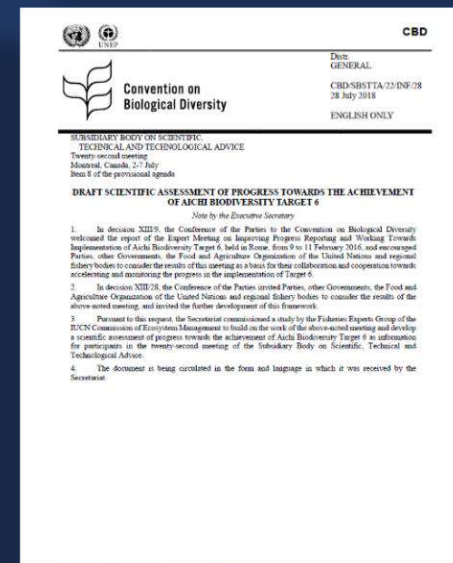 CBD
UNEP
Distr.
GENERAL
CBD/SBSTTA/22/INF/28
28 July 2018
ENGLISH ONLY
Convention on
Biological Diversity
SUBSIDIARY BODY ON SCIENTIFIC,
TECHNICAL AND TECHNOLOGICAL ADVICE
Twenty-second meeting
Montreal, Canada, 2-7 July
Item 8 of the provisional agenda
DRAFT SCIENTIFIC ASSESSMENT OF PROGRESS TOWARDS THE ACHIEVEMENT
OF AICHI BIODIVERSITY TARGET 6
Note by the Executive Secretary
1. In decision XIII/9, the Conference of the Parties to the Convention on Biological Diversity
welcomed the report of the Expert Meeting on Improving Progress Reporting and Working Towards
Implementation of Aichi Biodiversity Target 6, held in Rome, from 9 to 11 February 2016, and encouraged
Parties, other Governments, the Food and Agriculture Organization of the United Nations and regional
fishery bodies to consider the results of this meeting as a basis for their collaboration and cooperation towards
accelerating and monitoring the progress in the implementation of Target 6.
2. In decision XIII/28, the Conference of the Parties invited Parties, other Governments, the Food and
Agriculture Organization of the United Nations and regional fishery bodies to consider the results of the
above-noted meeting, and invited the further development of this framework.
3. Pursuant to this request, the Secretariat commissioned a study by the Fisheries Experts Group of the
IUCN Commission of Ecosystem Management to build on the work of the above-noted meeting and develop
a scientific assessment of progress towards the achievement of Aichi Biodiversity Target 6 as information
for participants in the twenty-second meeting of the Subsidiary Body on Scientific, Technical and
Technological Advice.
4. The document is being circulated in the form and language in which it was received by the
Secretariat.